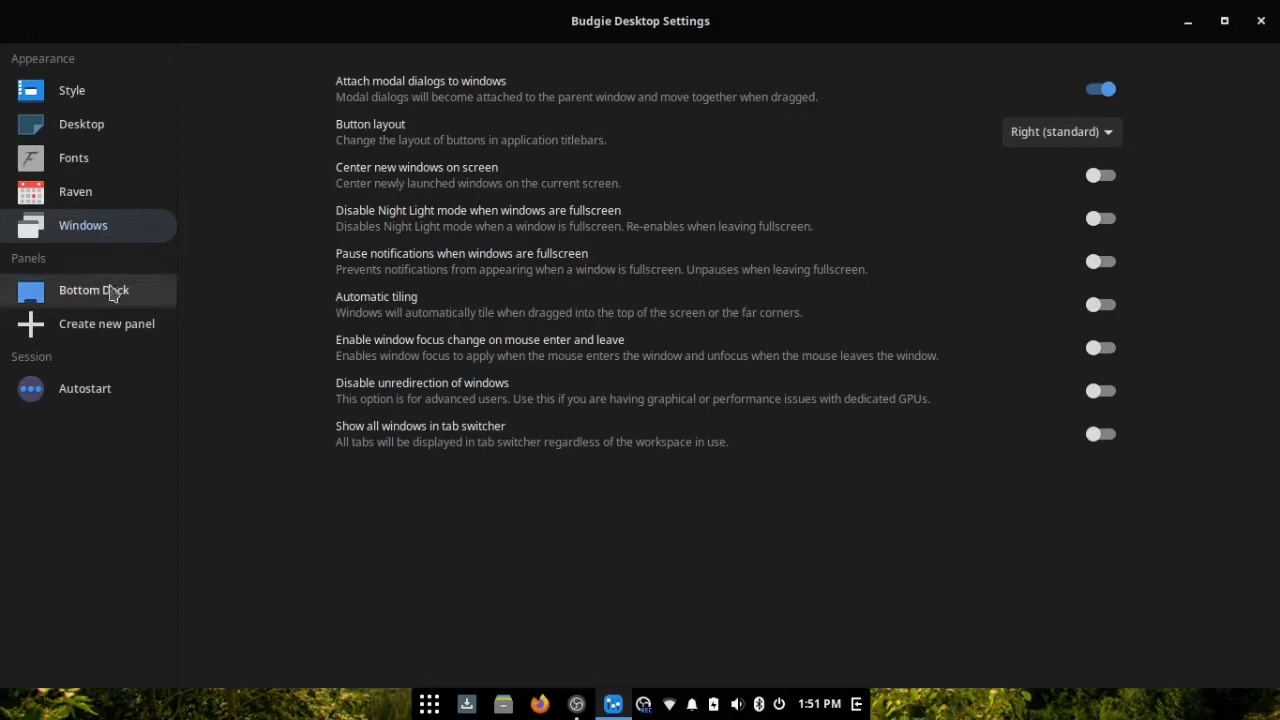 Budgie Desktop Settings
Appearance
Style
Desktop
Fonts
Raven
Windows
Panels
Bottom Dock
Create new panel
Session
Autostart
Attach modal dialogs to windows
Modal dialogs will become attached to the parent window and move together when dragged.
Button layout
Change the layout of buttons in application titlebars.
Right (standard)
Center new windows on screen
Center newly launched windows on the current screen.
Disable Night Light mode when windows are fullscreen
Disables Night Light mode when a window is fullscreen. Re-enables when leaving fullscreen.
Pause notifications when windows are fullscreen
Prevents notifications from appearing when a window is fullscreen. Unpauses when leaving fullscreen.
Automatic tiling
Windows will automatically tile when dragged into the top of the screen or the far corners.
Enable window focus change on mouse enter and leave
Enables window focus to apply when the mouse enters the window and unfocus when the mouse leaves the window.
Disable unredirection of windows
This option is for advanced users. Use this if you are having graphical or performance issues with dedicated GPUs.
Show all windows in tab switcher
All tabs will be displayed in tab switcher regardless of the workspace in use.
REC
1:51 PM